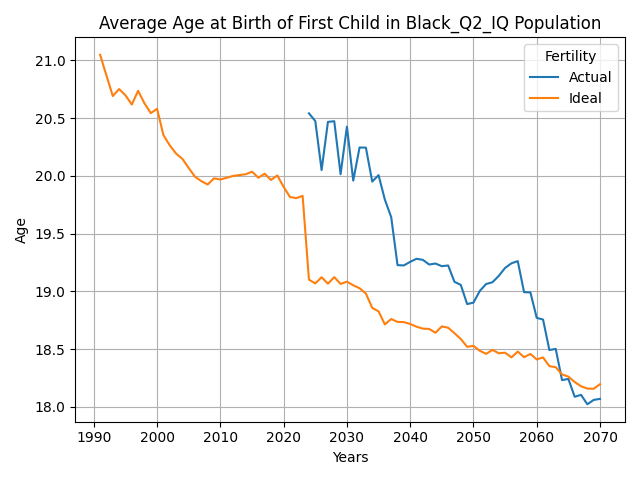 Average Age at Birth of First Child in Black_Q2_IQ Population
Fertility
Actual
Ideal
Age
21.0
20.5
20.0
19.5
19.0
18.5
18.0
1990
2000
2010
2020
2030
2040
2050
2060
2070
Years